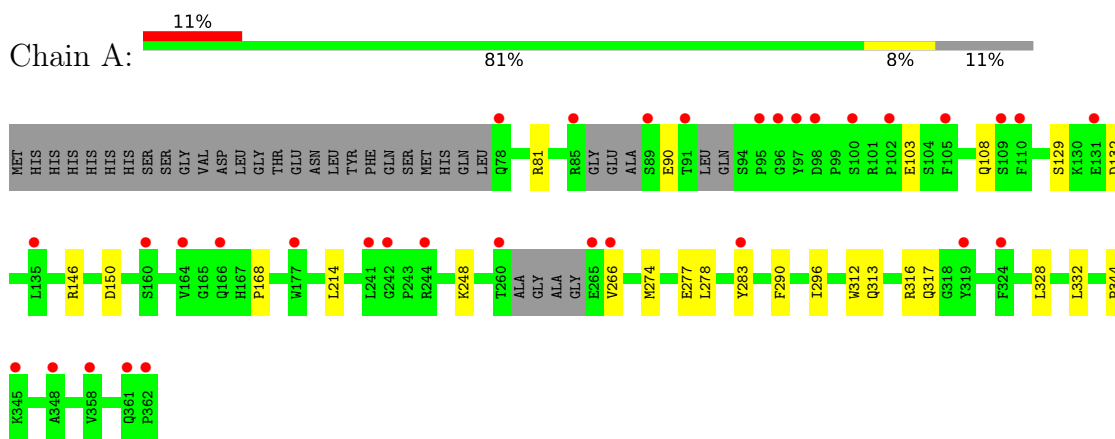 11%
Chain A:
81% 8% 11%
MET HIS HIS HIS HIS HIS HIS SER SER GLY VAL ASP LEU GLY THR GLU ASN LEU TYR PHE GLN SER MET HIS GLN LEU Q78 R81 R85 GLY GLU ALA S89 E90 T91 LEU GLN S94 P95 G96 Y97 D98 P99 S100 R101 P102 E103 S104 F105 Q108 S109 F110 S129 K130 E131 D132
L135 R146 D150 S160 V164 G165 Q166 H167 P168 W177 L214 L241 G242 P243 R244 K248 T260 ALA GLY ALA GLY E265 V266 M274 E277 L278 Y283 F290 I296 W312 Q313 R316 Q317 G318 Y319 F324 L328 L332
K345 A348 V358 Q361 P362